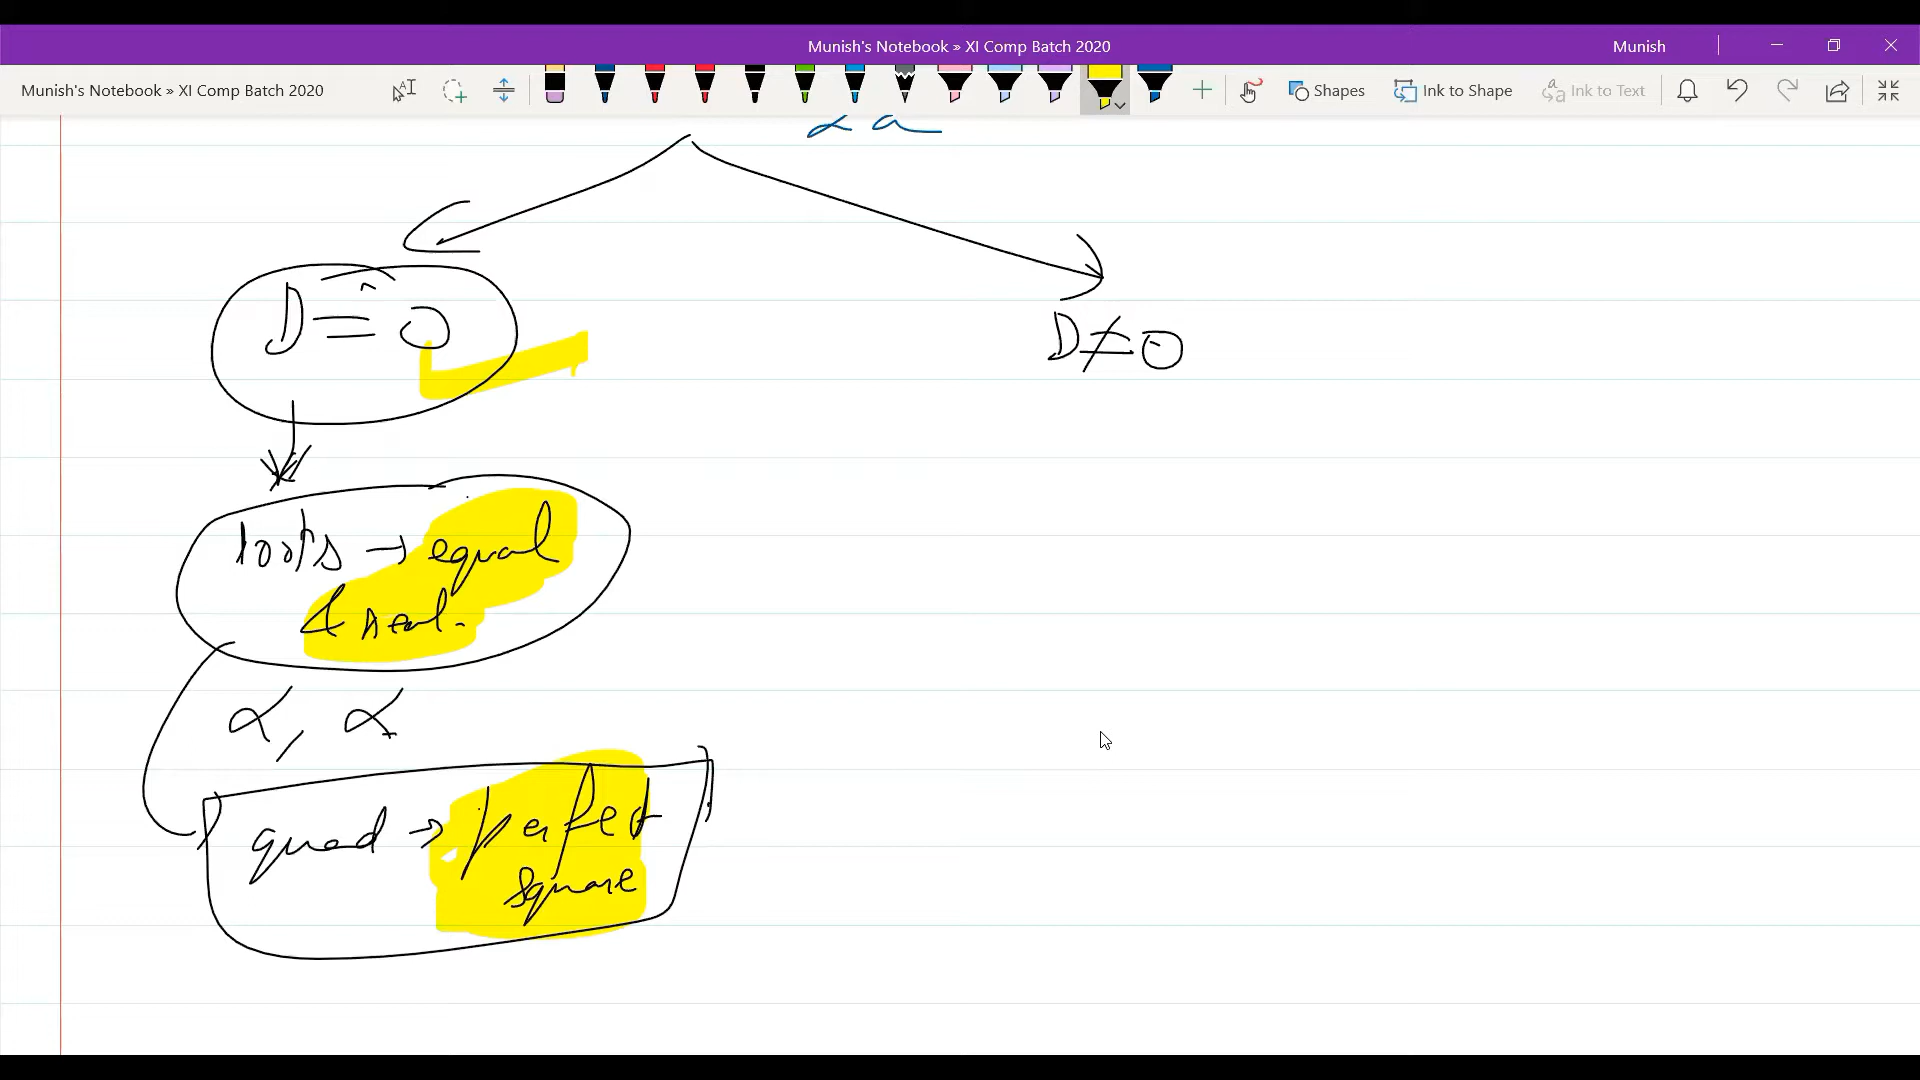 Munish's Notebook » XI Comp Batch 2020
Munish
Munish's Notebook » XI Comp Batch 2020
Shapes
Ink to Shape
Ink to Text
2a
D = 0
D ≠ 0
roots → equal
& real.
α, α
quad → perfect
square